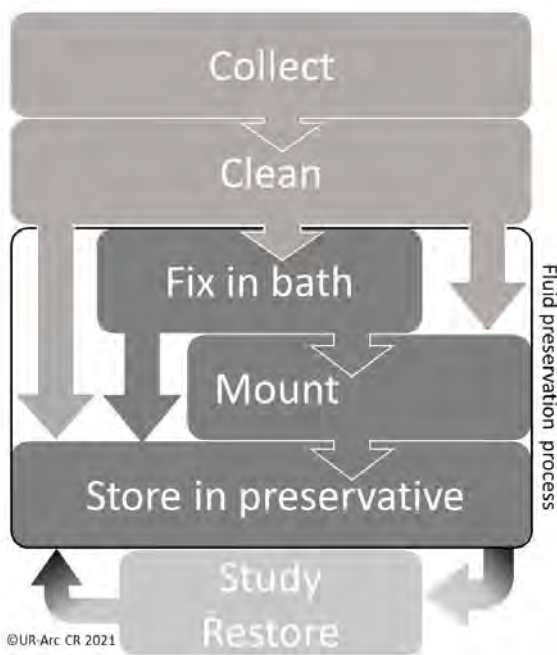 Collect
Clean
Fix in bath
Mount
Store in preservative
Fluid preservation process
Study
Restore
©UR-Arc CR 2021